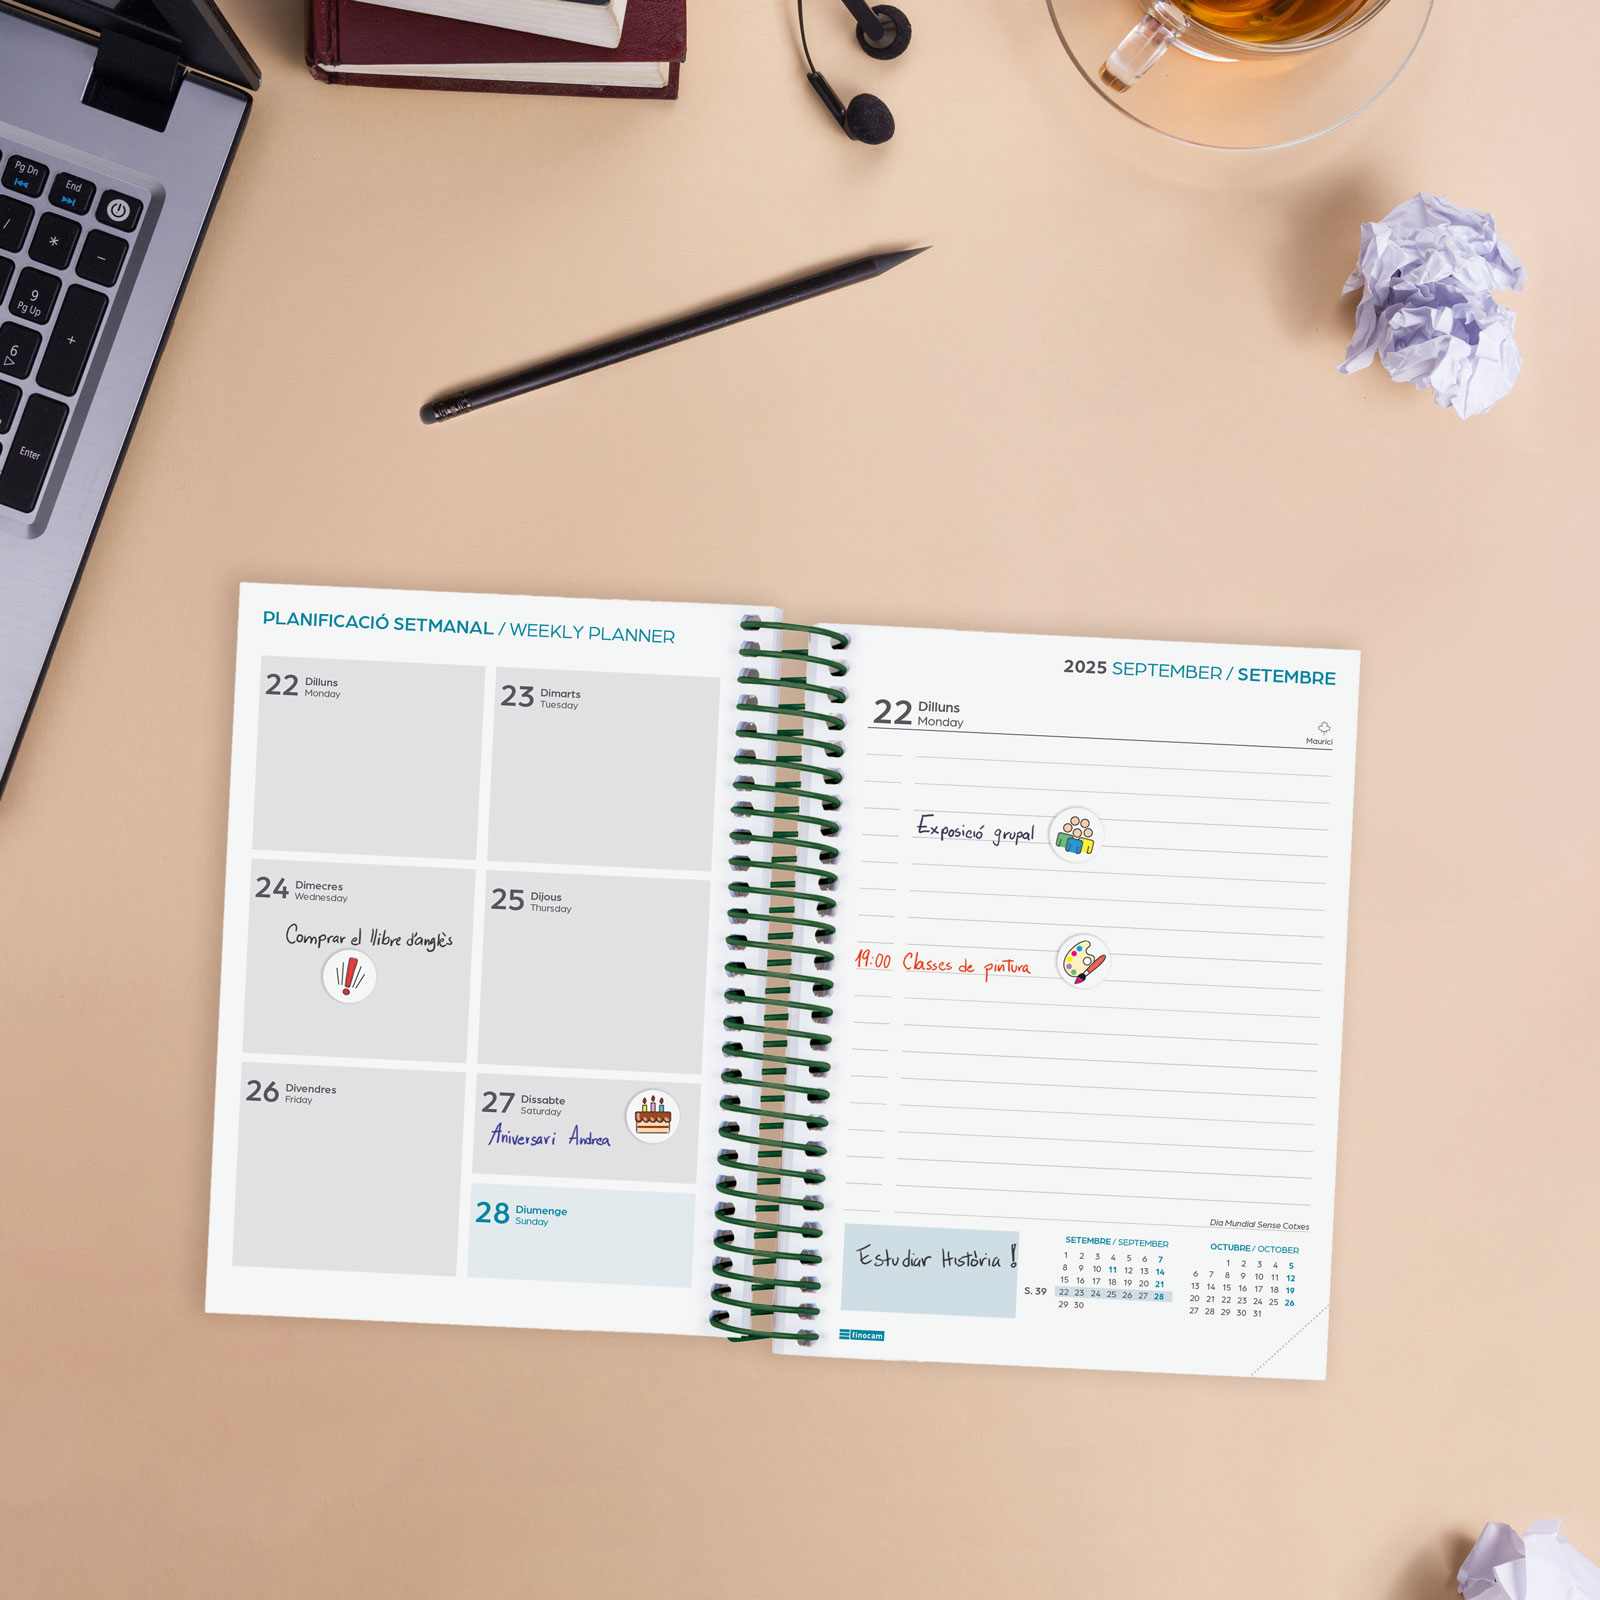 Pg Dn
End
/
*
-
9
Pg Up
+
6
Enter
PLANIFICACIÓ SETMANAL / WEEKLY PLANNER
22 Dilluns
Monday
23 Dimarts
Tuesday
24 Dimecres
Wednesday
Comprar el llibre d'anglès
25 Dijous
Thursday
26 Divendres
Friday
27 Dissabte
Saturday
Aniversari Andrea
28 Diumenge
Sunday
2025 SEPTEMBER / SETEMBRE
22 Dilluns
Monday
Maurici
Exposició grupal
19:00 Classes de pintura
Dia Mundial Sense Cotxes
Estudiar Història !
SETEMBRE / SEPTEMBER
1 2 3 4 5 6 7
8 9 10 11 12 13 14
15 16 17 18 19 20 21
S. 39 22 23 24 25 26 27 28
29 30
OCTUBRE / OCTOBER
1 2 3 4 5
6 7 8 9 10 11 12
13 14 15 16 17 18 19
20 21 22 23 24 25 26
27 28 29 30 31
finocam